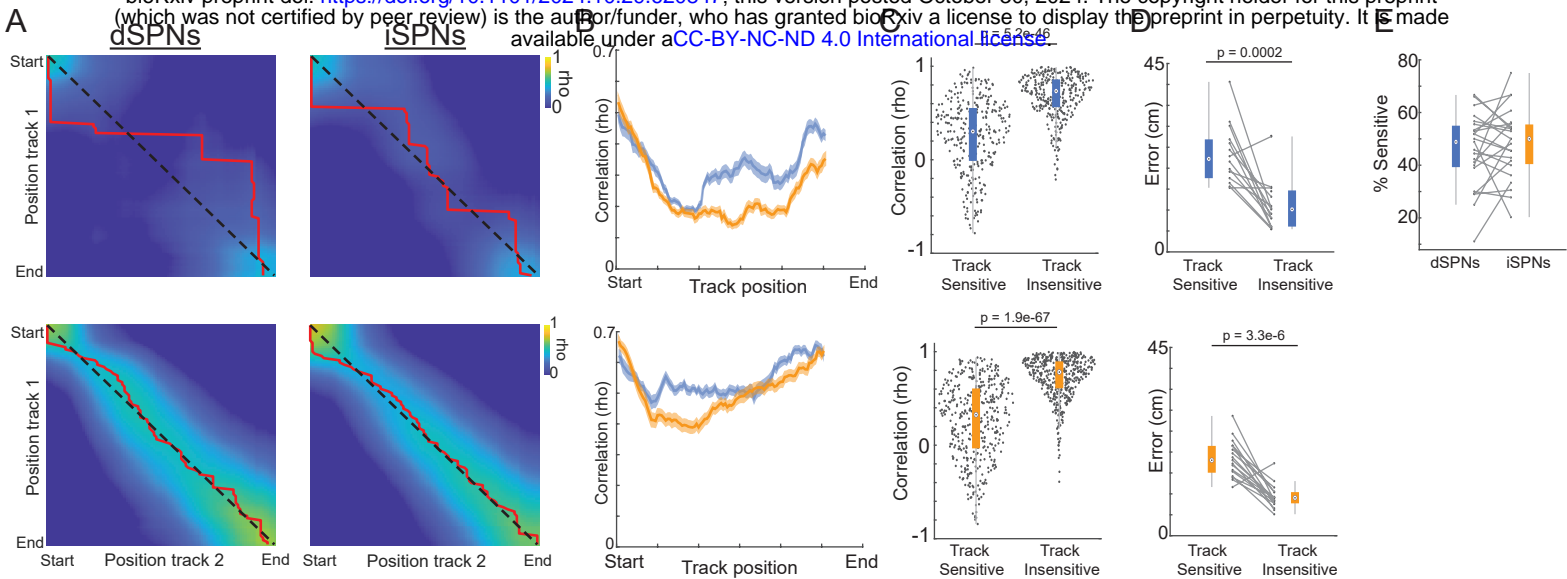 (which was not certified by peer review) is the author/funder, who has granted bioRxiv a license to display the preprint in perpetuity. It is made
available under aCC-BY-NC-ND 4.0 International license.
A
B
C
D
E
dSPNs
iSPNs
Start
Position track 1
End
1
rho
0
0.7
Correlation (rho)
0
Start
Track position
End
p = 5.2e-46
1
Correlation (rho)
0
-1
Track
Sensitive
Track
Insensitive
p = 0.0002
45
Error (cm)
0
Track
Sensitive
Track
Insensitive
80
60
40
20
% Sensitive
dSPNs
iSPNs
Start
Position track 1
End
Start
Position track 2
End
Start
Position track 2
End
1
rho
0
0.7
Correlation (rho)
0
Start
Track position
End
p = 1.9e-67
1
Correlation (rho)
0
-1
Track
Sensitive
Track
Insensitive
p = 3.3e-6
45
Error (cm)
0
Track
Sensitive
Track
Insensitive